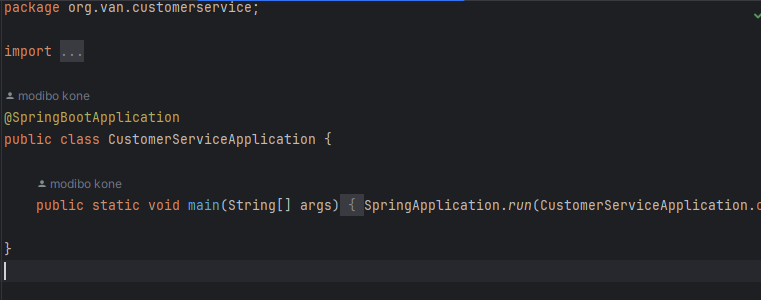 package org.van.customerservice;
import ...
modibo kone
@SpringBootApplication
public class CustomerServiceApplication {
modibo kone
public static void main(String[] args) { SpringApplication.run(CustomerServiceApplication.
}